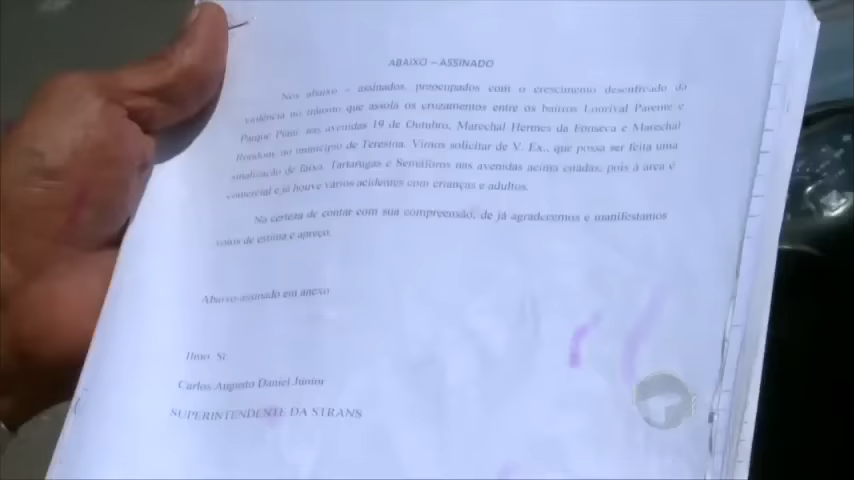 ABAIXO – ASSINADO
Nos abaixo – assinados, preocupados com o crescimento desenfreado da
violência no trânsito que assola os cruzamentos entre os bairros Lourival Parente e
Parque Piauí, nas avenidas 19 de Outubro, Marechal Hermes da Fonseca e Marechal
Rondom, no município de Teresina. Vimos solicitar de V. Ex., que possa ser feita uma
sinalização de faixa, Tartarugas e Semáforos nas avenidas acima citadas, pois à área é
comercial e já houve vários acidentes com crianças e adultos.
Na certeza de contar com sua compreensão, de já agradecemos e manifestamos
votos de estima e apreço.
Abaixo-assinado em anexo
Ilmo. Sr.
Carlos Augusto Daniel Junior
SUPERINTENDENTE DA STRANS